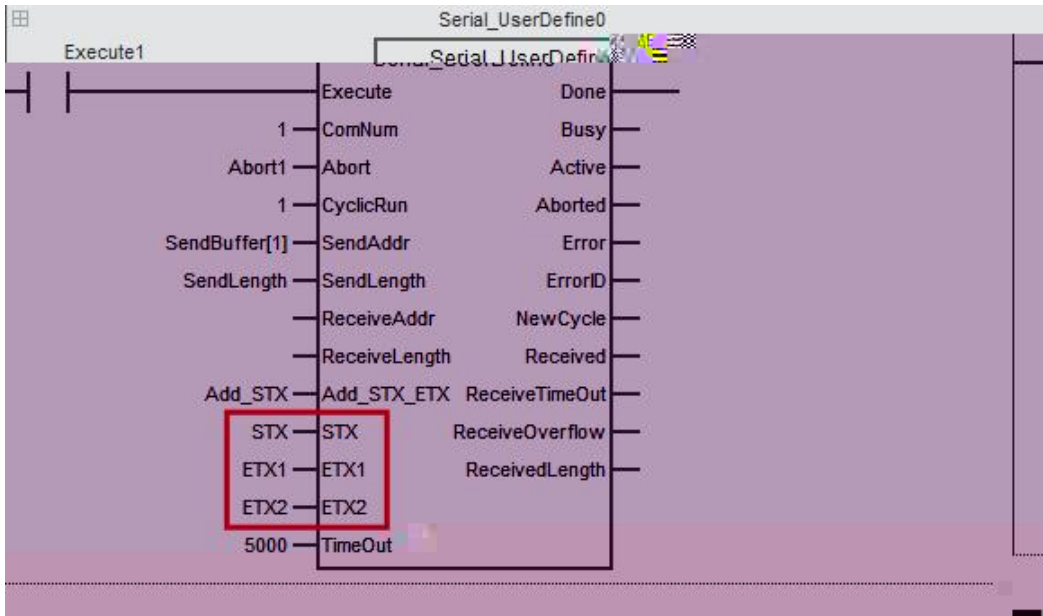 Serial_UserDefine0
Execute1
Execute Done
1 ComNum Busy
Abort1 Abort Active
1 CyclicRun Aborted
SendBuffer[1] SendAddr Error
SendLength SendLength ErrorID
ReceiveAddr NewCycle
ReceiveLength Received
Add_STX Add_STX_ETX ReceiveTimeOut
STX STX ReceiveOverflow
ETX1 ETX1 ReceivedLength
ETX2 ETX2
5000 TimeOut